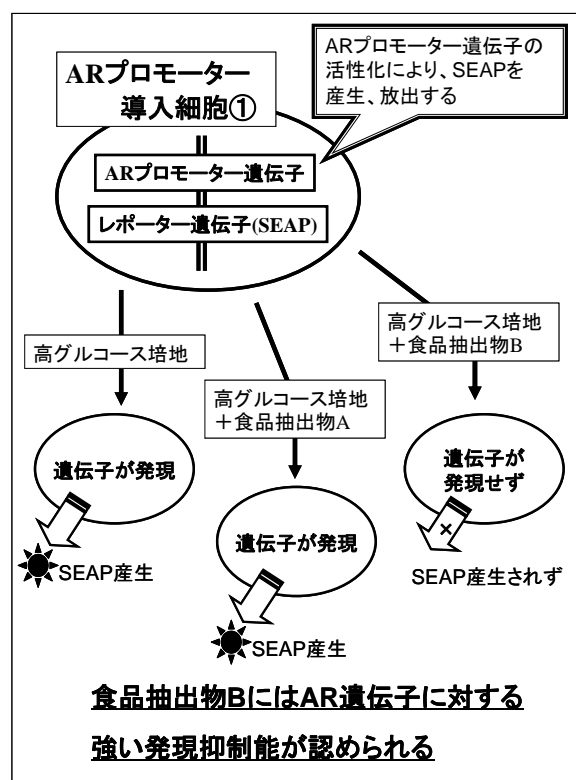 ARプロモーター
導入細胞①
ARプロモーター遺伝子の
活性化により、SEAPを
産生、放出する
ARプロモーター遺伝子
レポーター遺伝子(SEAP)
高グルコース培地
高グルコース培地
+食品抽出物A
高グルコース培地
+食品抽出物B
遺伝子が発現
SEAP産生
遺伝子が発現
SEAP産生
遺伝子が
発現せず
×
SEAP産生されず
食品抽出物BにはAR遺伝子に対する
強い発現抑制能が認められる